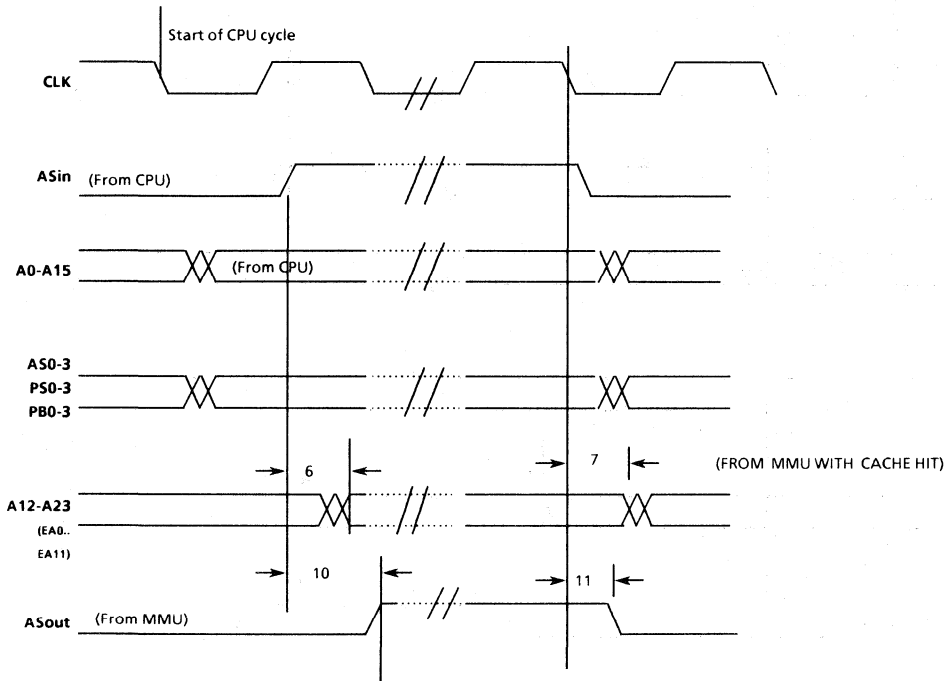 Start of CPU cycle
CLK
ASin
(From CPU)
A0-A15
(From CPU)
AS0-3
PS0-3
PB0-3
6
7
(FROM MMU WITH CACHE HIT)
A12-A23
(EA0..
EA11)
10
11
ASout
(From MMU)